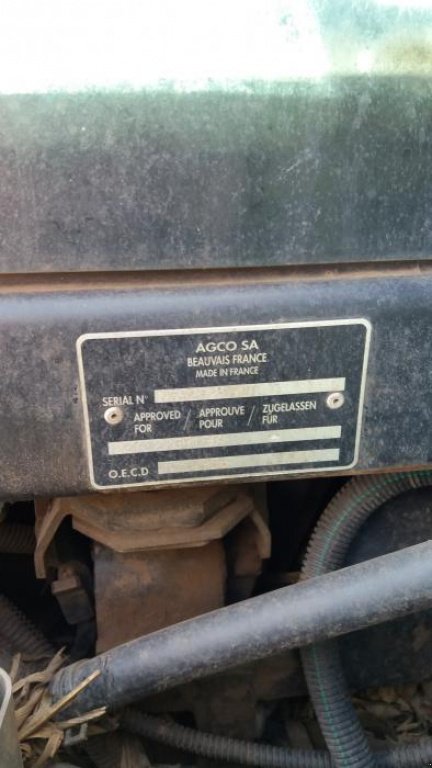 AGCO SA
BEAUVAIS FRANCE
MADE IN FRANCE
SERIAL N°
APPROVED / APPROUVE / ZUGELASSEN
FOR POUR FÜR
O.E.C.D